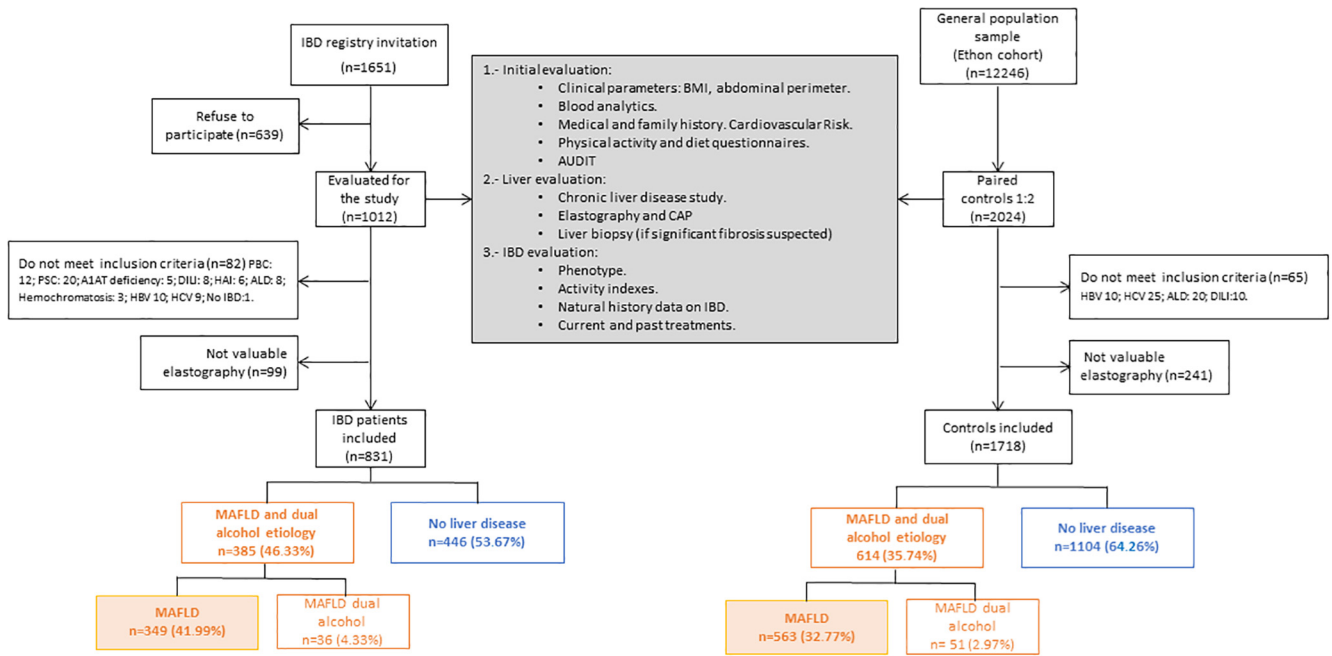 IBD registry invitation
(n=1651)
Refuse to
participate (n=639)
Evaluated for
the study
(n=1012)
Do not meet inclusion criteria (n=82) PBC:
12; PSC: 20; A1AT deficiency: 5; DILI: 8; HAI: 6; ALD: 8;
Hemochromatosis: 3; HBV 10; HCV 9; No IBD:1.
Not valuable
elastography (n=99)
IBD patients
included
(n=831)
MAFLD and dual
alcohol etiology
n=385 (46.33%)
No liver disease
n=446 (53.67%)
MAFLD
n=349 (41.99%)
MAFLD dual
alcohol
n=36 (4.33%)
1.- Initial evaluation:
• Clinical parameters: BMI, abdominal perimeter.
• Blood analytics.
• Medical and family history. Cardiovascular Risk.
• Physical activity and diet questionnaires.
• AUDIT
2.- Liver evaluation:
• Chronic liver disease study.
• Elastography and CAP
• Liver biopsy (if significant fibrosis suspected)
3.- IBD evaluation:
• Phenotype.
• Activity indexes.
• Natural history data on IBD.
• Current and past treatments.
General population
sample
(Ethon cohort)
(n=12246)
Paired
controls 1:2
(n=2024)
Do not meet inclusion criteria (n=65)
HBV 10; HCV 25; ALD: 20; DILI:10.
Not valuable
elastography (n=241)
Controls included
(n=1718)
MAFLD and dual
alcohol etiology
614 (35.74%)
No liver disease
n=1104 (64.26%)
MAFLD
n=563 (32.77%)
MAFLD dual
alcohol
n= 51 (2.97%)